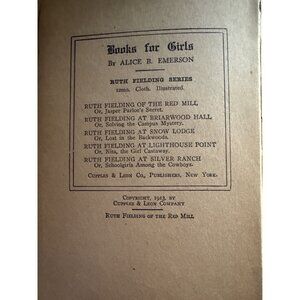 Books for Girls
BY ALICE B. EMERSON
RUTH FIELDING SERIES
12mo. Cloth. Illustrated.
RUTH FIELDING OF THE RED MILL
Or, Jasper Parloe's Secret.
RUTH FIELDING AT BRIARWOOD HALL
Or, Solving the Campus Mystery.
RUTH FIELDING AT SNOW LODGE
Or, Lost in the Backwoods.
RUTH FIELDING AT LIGHTHOUSE POINT
Or, Nita, the Girl Castaway.
RUTH FIELDING AT SILVER RANCH
Or, Schoolgirls Among the Cowboys.
CUPPLES & LEON CO., PUBLISHERS, NEW YORK.
COPYRIGHT, 1913, BY
CUPPLES & LEON COMPANY
RUTH FIELDING OF THE RED MILL